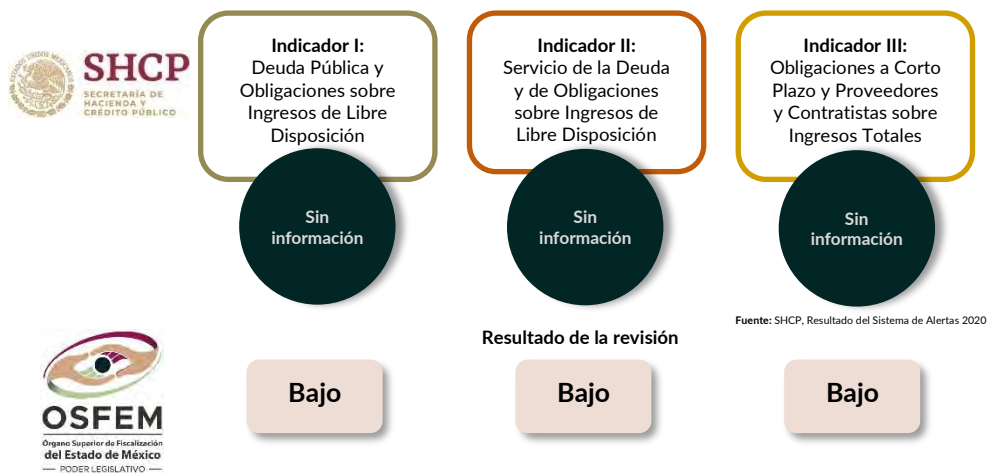 SHCP
SECRETARÍA DE
HACIENDA Y
CRÉDITO PÚBLICO
Indicador I:
Deuda Pública y
Obligaciones sobre
Ingresos de Libre
Disposición
Sin
información
Indicador II:
Servicio de la Deuda
y de Obligaciones
sobre Ingresos de
Libre Disposición
Sin
información
Indicador III:
Obligaciones a Corto
Plazo y Proveedores
y Contratistas sobre
Ingresos Totales
Sin
información
Fuente: SHCP, Resultado del Sistema de Alertas 2020
Resultado de la revisión
OSFEM
Órgano Superior de Fiscalización
del Estado de México
PODER LEGISLATIVO
Bajo
Bajo
Bajo